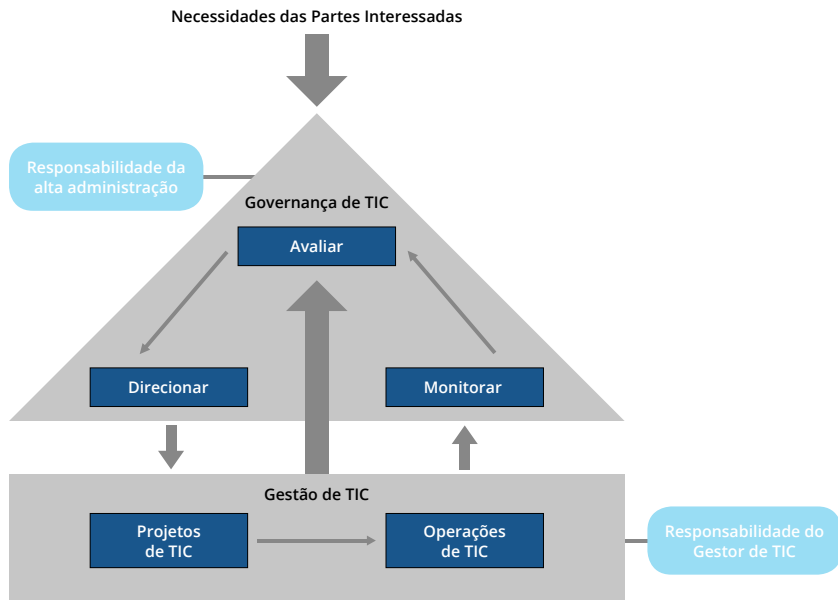 Necessidades das Partes Interessadas
Responsabilidade da
alta administração
Governança de TIC
Avaliar
Direcionar
Monitorar
Gestão de TIC
Projetos
de TIC
Operações
de TIC
Responsabilidade do
Gestor de TIC